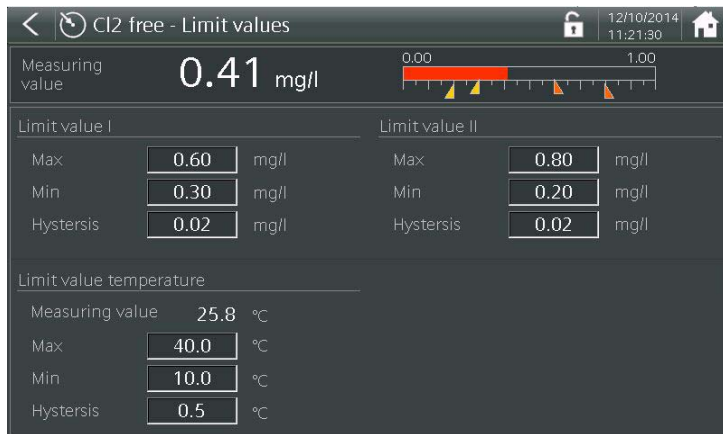 Cl2 free - Limit values
12/10/2014
11:21:30
Measuring
value
0.41 mg/l
0.00 1.00
Limit value I
Max 0.60 mg/l
Min 0.30 mg/l
Hystersis 0.02 mg/l
Limit value II
Max 0.80 mg/l
Min 0.20 mg/l
Hystersis 0.02 mg/l
Limit value temperature
Measuring value 25.8 °C
Max 40.0 °C
Min 10.0 °C
Hystersis 0.5 °C